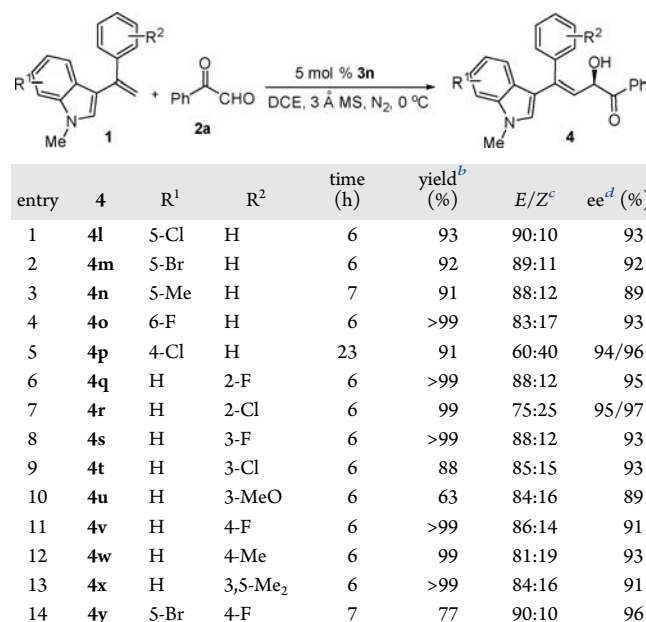 R²
R¹
N
Me
1
+
O
Ph
CHO
2a
5 mol % 3n
DCE, 3 Å MS, N₂, 0 °C
R²
OH
R¹
Ph
O
N
Me
4
entry 4 R¹ R² time (h) yieldᵇ (%) E/Zᶜ eeᵈ (%)
1 4l 5-Cl H 6 93 90:10 93
2 4m 5-Br H 6 92 89:11 92
3 4n 5-Me H 7 91 88:12 89
4 4o 6-F H 6 >99 83:17 93
5 4p 4-Cl H 23 91 60:40 94/96
6 4q H 2-F 6 >99 88:12 95
7 4r H 2-Cl 6 99 75:25 95/97
8 4s H 3-F 6 >99 88:12 93
9 4t H 3-Cl 6 88 85:15 93
10 4u H 3-MeO 6 63 84:16 89
11 4v H 4-F 6 >99 86:14 91
12 4w H 4-Me 6 99 81:19 93
13 4x H 3,5-Me₂ 6 >99 84:16 91
14 4y 5-Br 4-F 7 77 90:10 96